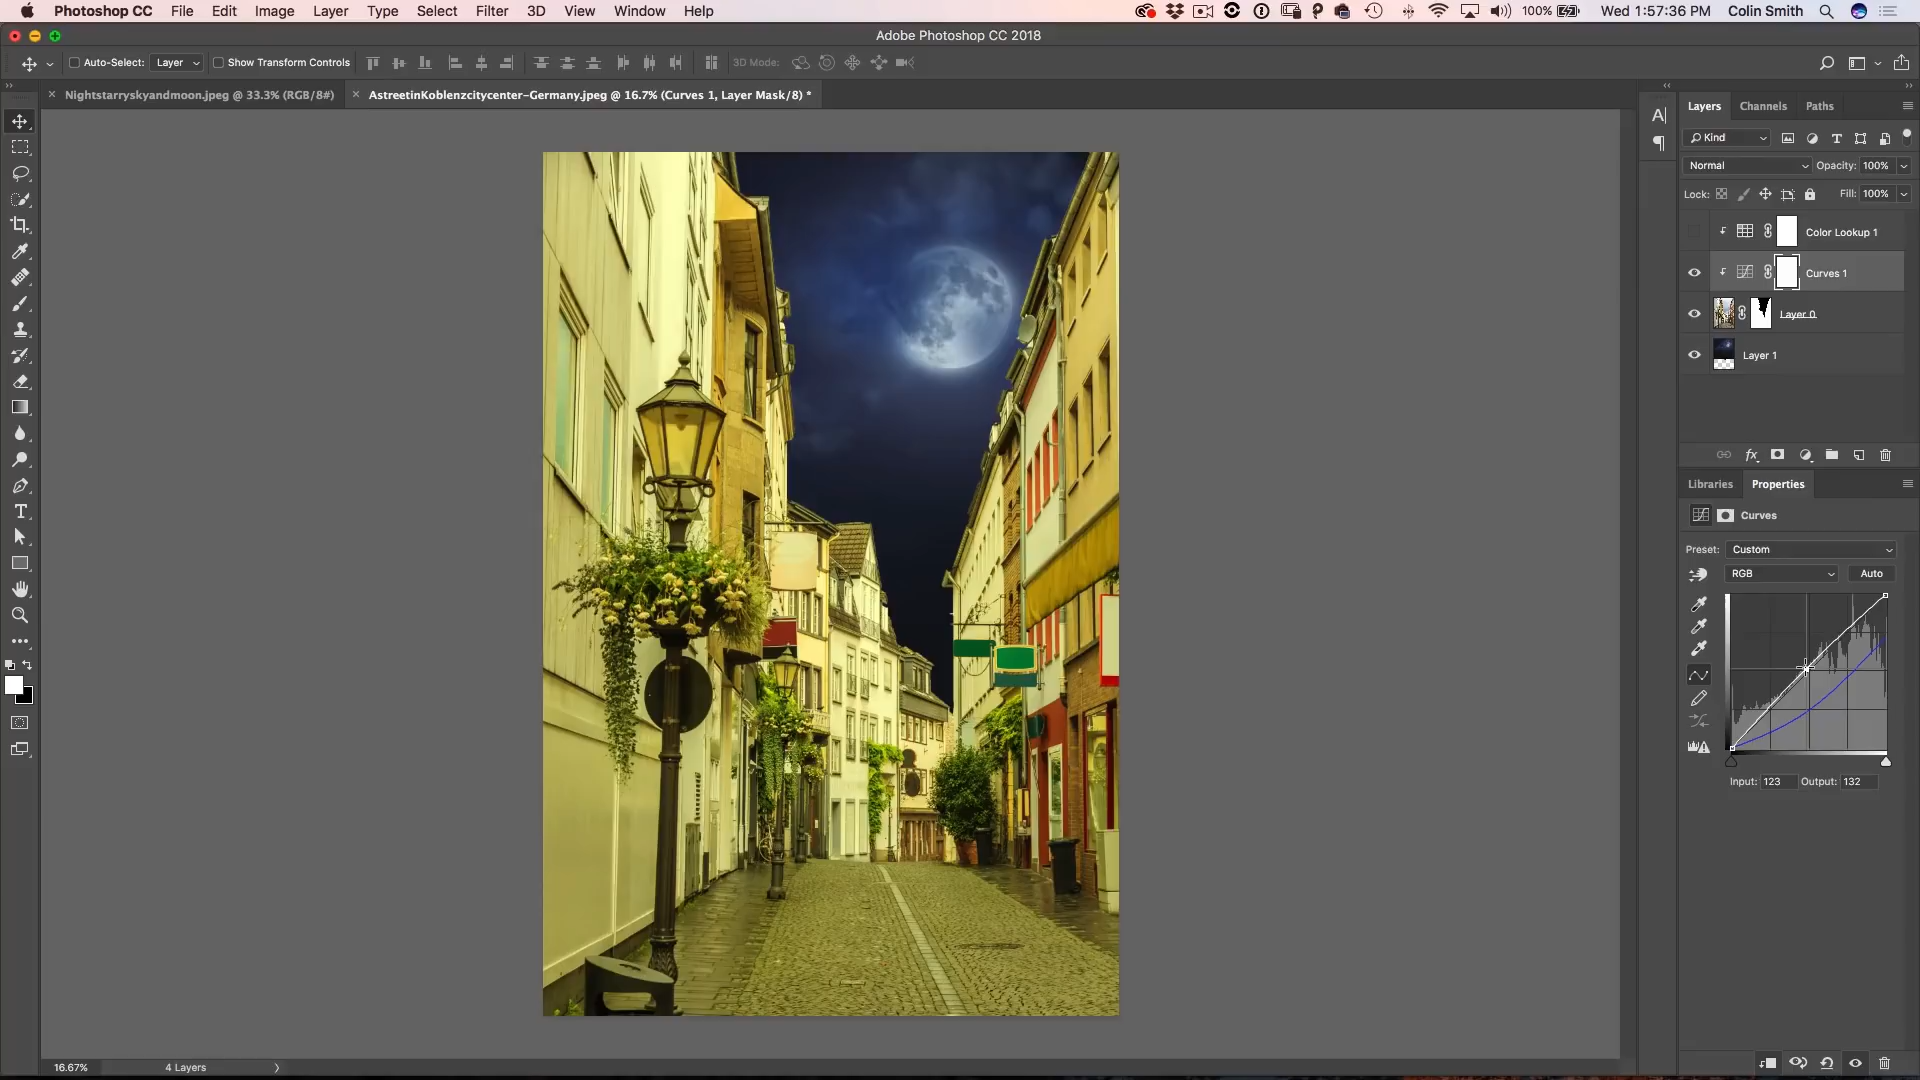 Photoshop CC File Edit Image Layer Type Select Filter 3D View Window Help 100% Wed 1:57:36 PM Colin Smith
Adobe Photoshop CC 2018
Auto-Select: Layer Show Transform Controls 3D Mode:
Nightstarryskyandmoon.jpeg @ 33.3% (RGB/8#) AstreetinKoblenzcitycenter-Germany.jpeg @ 16.7% (Curves 1, Layer Mask/8) *
Layers Channels Paths
Kind
Normal Opacity: 100%
Lock: Fill: 100%
Color Lookup 1
Curves 1
Layer 0
Layer 1
fx
Libraries Properties
Curves
Preset: Custom
RGB Auto
Input: 123 Output: 132
16.67% 4 Layers